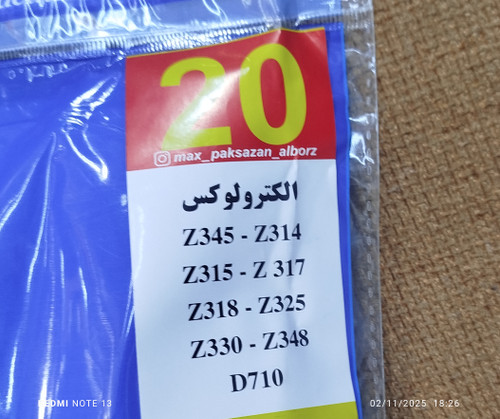 20
max_paksazan_alborz
الکترولوکس
Z345 - Z314
Z315 - Z 317
Z318 - Z325
Z330 - Z348
D710
REDMI NOTE 13
02/11/2025 18:26